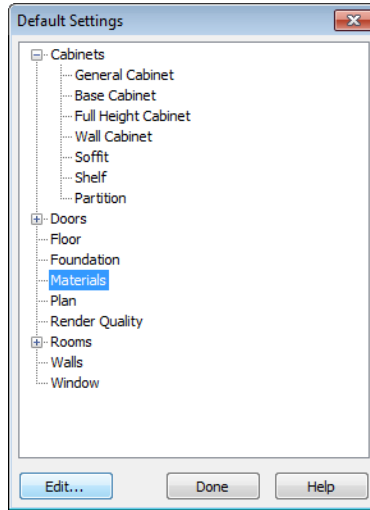 Default Settings
Cabinets
General Cabinet
Base Cabinet
Full Height Cabinet
Wall Cabinet
Soffit
Shelf
Partition
Doors
Floor
Foundation
Materials
Plan
Render Quality
Rooms
Walls
Window
Edit... Done Help